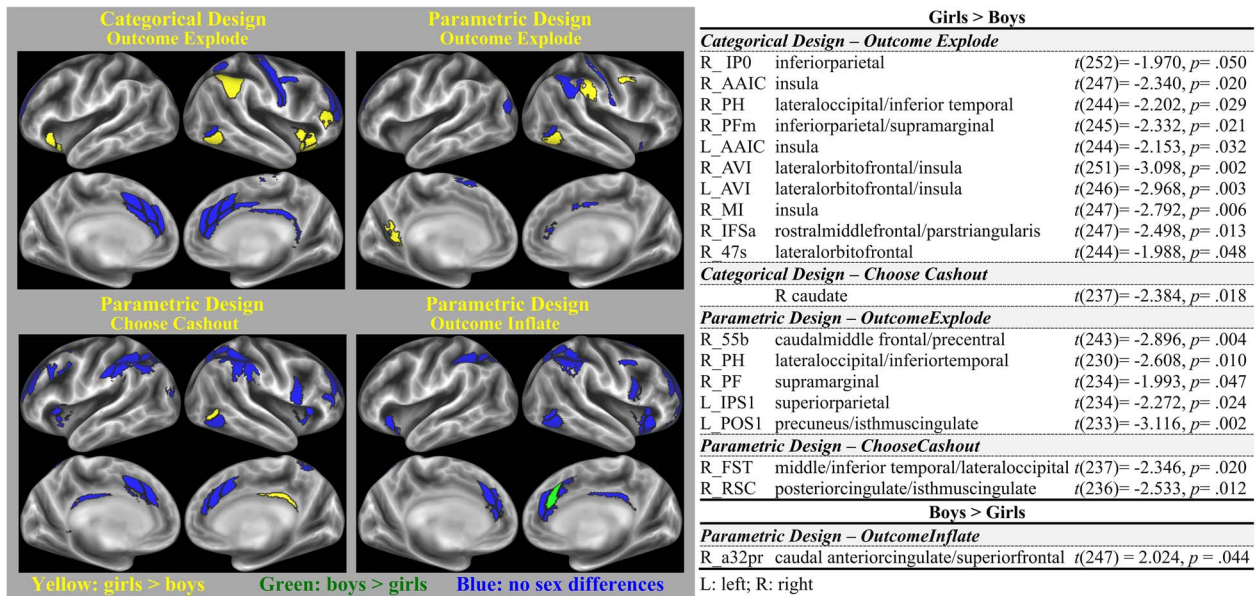 Categorical Design
Outcome Explode
Parametric Design
Outcome Explode
Parametric Design
Choose Cashout
Parametric Design
Outcome Inflate
Yellow: girls > boys Green: boys > girls Blue: no sex differences
Girls > Boys
Categorical Design – Outcome Explode
R_ IP0 inferiorparietal t(252)= -1.970, p= .050
R_AAIC insula t(247)= -2.340, p= .020
R_PH lateraloccipital/inferior temporal t(244)= -2.202, p= .029
R_PFm inferiorparietal/supramarginal t(245)= -2.332, p= .021
L_AAIC insula t(244)= -2.153, p= .032
R_AVI lateralorbitofrontal/insula t(251)= -3.098, p= .002
L_AVI lateralorbitofrontal/insula t(246)= -2.968, p= .003
R_MI insula t(247)= -2.792, p= .006
R_IFSa rostralmiddlefrontal/parstriangularis t(247)= -2.498, p= .013
R_47s lateralorbitofrontal t(244)= -1.988, p= .048
Categorical Design – Choose Cashout
R caudate t(237)= -2.384, p= .018
Parametric Design – OutcomeExplode
R_55b caudalmiddle frontal/precentral t(243)= -2.896, p= .004
R_PH lateraloccipital/inferiortemporal t(230)= -2.608, p= .010
R_PF supramarginal t(234)= -1.993, p= .047
L_IPS1 superiorparietal t(234)= -2.272, p= .024
L_POS1 precuneus/isthmuscingulate t(233)= -3.116, p= .002
Parametric Design – ChooseCashout
R_FST middle/inferior temporal/lateraloccipital t(237)= -2.346, p= .020
R_RSC posteriorcingulate/isthmuscingulate t(236)= -2.533, p= .012
Boys > Girls
Parametric Design – OutcomeInflate
R_a32pr caudal anteriorcingulate/superiorfrontal t(247) = 2.024, p= .044
L: left; R: right